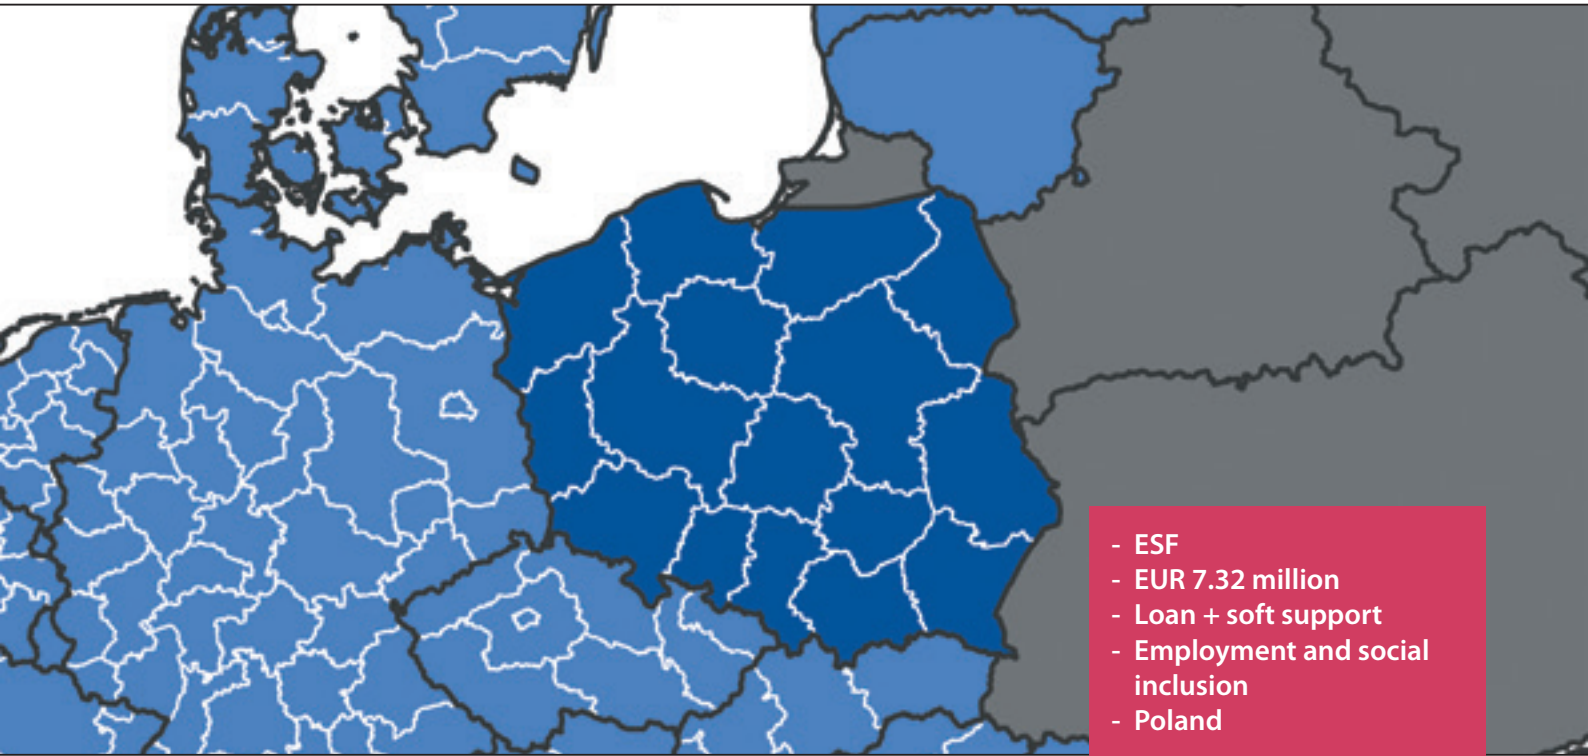 - ESF
- EUR 7.32 million
- Loan + soft support
- Employment and social
inclusion
- Poland